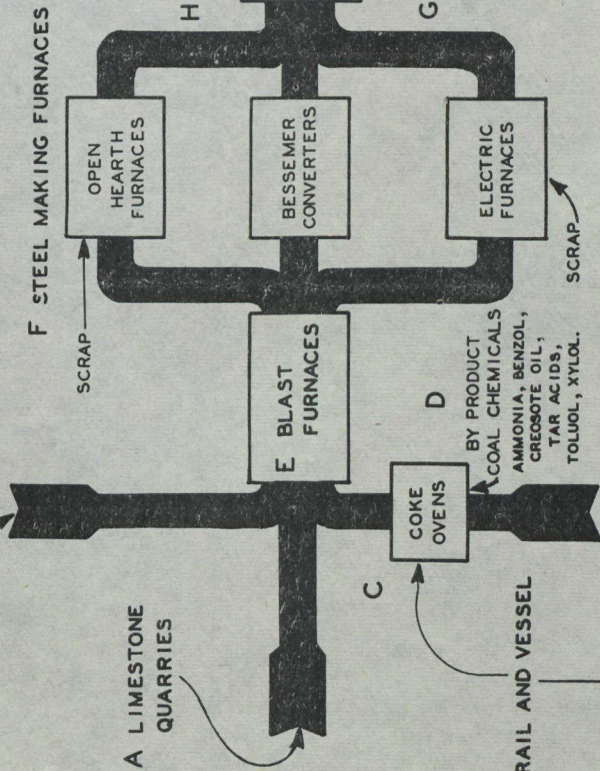 F STEEL MAKING FURNACES
H
G
OPEN
HEARTH
FURNACES
BESSEMER
CONVERTERS
ELECTRIC
FURNACES
SCRAP
SCRAP
E BLAST
FURNACES
D
BY PRODUCT
COAL CHEMICALS
AMMONIA, BENZOL,
CREOSOTE OIL,
TAR ACIDS,
TOLUOL, XYLOL.
COKE
OVENS
C
A LIMESTONE
QUARRIES
RAIL AND VESSEL